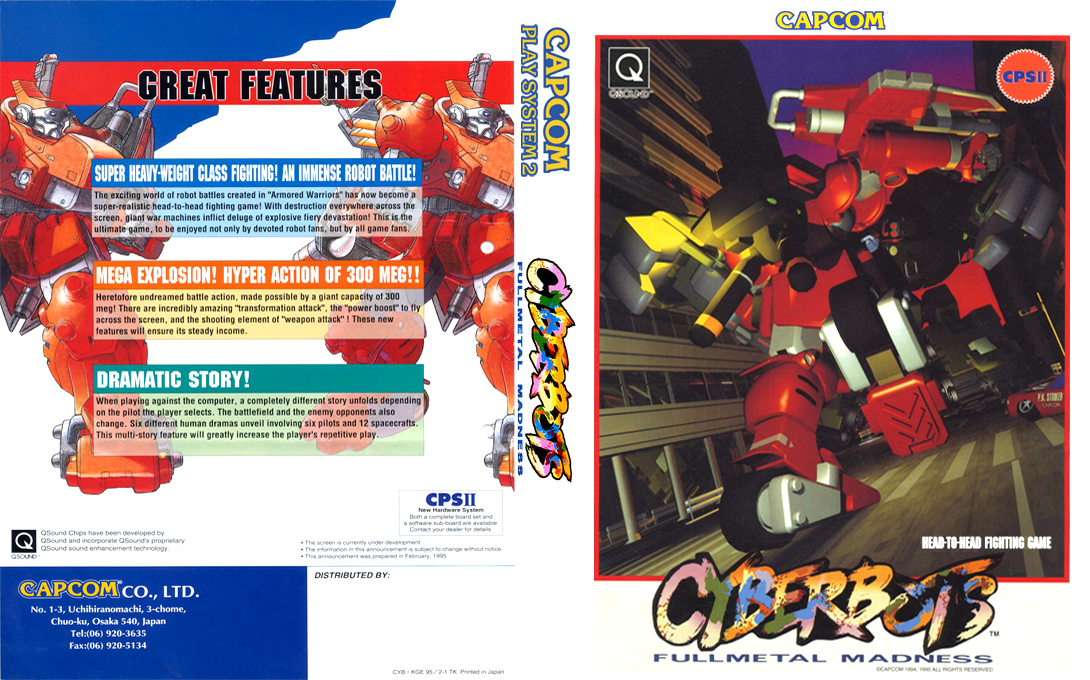 GREAT FEATURES
SUPER HEAVY-WEIGHT CLASS FIGHTING! AN IMMENSE ROBOT BATTLE!
The exciting world of robot battles created in "Armored Warriors" has now become a
super-realistic head-to-head fighting game! With destruction everywhere across the
screen, giant war machines inflict deluge of explosive fiery devastation! This is the
ultimate game, to be enjoyed not only by devoted robot fans, but by all game fans.
MEGA EXPLOSION! HYPER ACTION OF 300 MEG!!
Heretofore undreamed battle action, made possible by a giant capacity of 300
meg! There are incredibly amazing "transformation attack", the "power boost" to fly
across the screen, and the shooting element of "weapon attack" ! These new
features will ensure its steady income.
DRAMATIC STORY!
When playing against the computer, a completely different story unfolds depending
on the pilot the player selects. The battlefield and the enemy opponents also
change. Six different human dramas unveil involving six pilots and 12 spacecrafts.
This multi-story feature will greatly increase the player's repetitive play.
CPSII
New Hardware System
Both a complete board set and
a software sub-board are available
Contact your dealer for details
Q
QSOUND™
QSound Chips have been developed by
QSound and incorporate QSound's proprietary
QSound sound enhancement technology.
• The screen is currently under development
• The information in this announcement is subject to change without notice
• This announcement was prepared in February, 1995
CAPCOM CO., LTD.
No. 1-3, Uchihiranomachi, 3-chome,
Chuo-ku, Osaka 540, Japan
Tel:(06) 920-3635
Fax:(06) 920-5134
DISTRIBUTED BY:
CYB • KGE 95/2-1 TK Printed in Japan
CAPCOM
PLAY SYSTEM 2
CYBERBOTS
FULLMETAL MADNESS
CAPCOM
Q
QSOUND™
CPSII
P.K. STRIKER
CAPCOM
HEAD-TO-HEAD FIGHTING GAME
CYBERBOTS™
FULLMETAL MADNESS
©CAPCOM 1994, 1995 ALL RIGHTS RESERVED